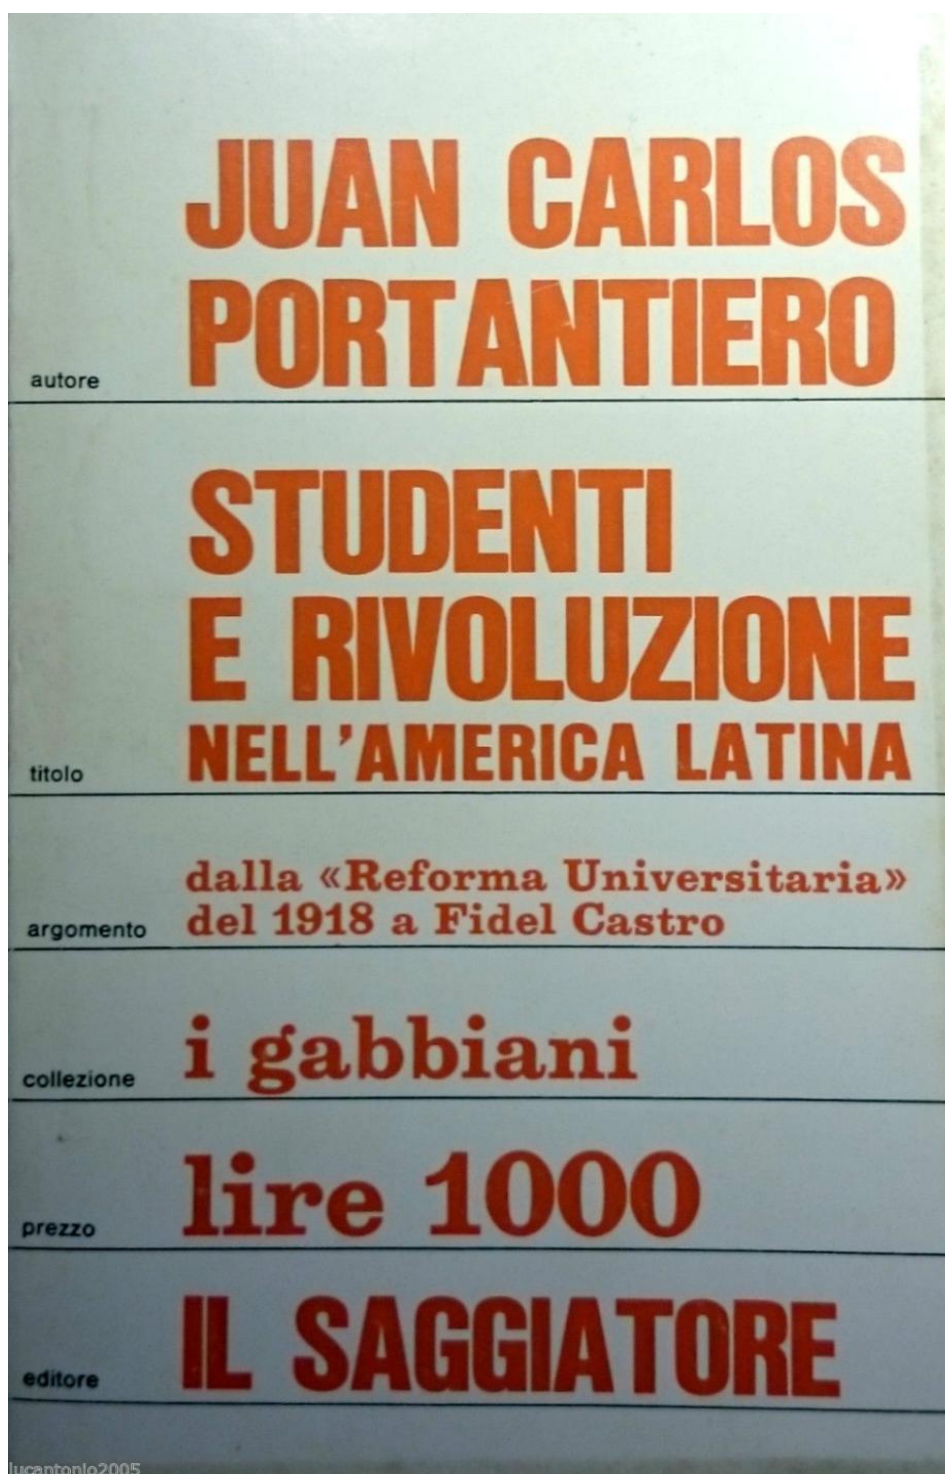 JUAN CARLOS
PORTANTIERO
autore
STUDENTI
E RIVOLUZIONE
NELL'AMERICA LATINA
titolo
dalla «Reforma Universitaria»
del 1918 a Fidel Castro
argomento
i gabbiani
collezione
lire 1000
prezzo
IL SAGGIATORE
editore
lucantonio2005